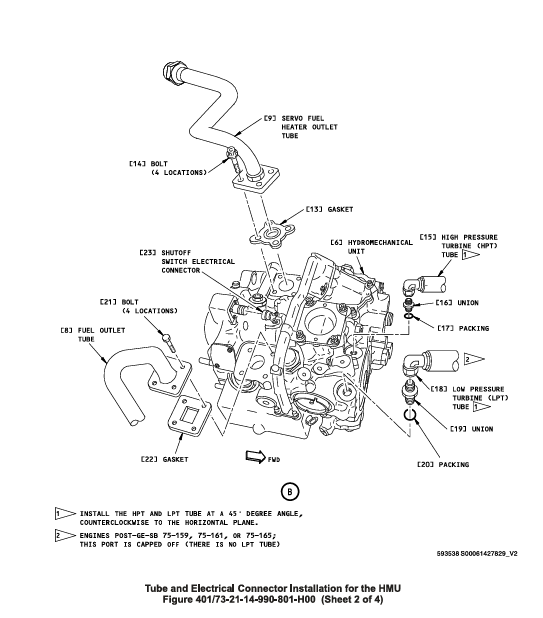 [9] SERVO FUEL
HEATER OUTLET
TUBE
[14] BOLT
(4 LOCATIONS)
[13] GASKET
[23] SHUTOFF
SWITCH ELECTRICAL
CONNECTOR
[6] HYDROMECHANICAL
UNIT
[15] HIGH PRESSURE
TURBINE (HPT)
TUBE 1
[21] BOLT
(4 LOCATIONS)
[16] UNION
[17] PACKING
[8] FUEL OUTLET
TUBE
2
[18] LOW PRESSURE
TURBINE (LPT)
TUBE 1
[19] UNION
[22] GASKET
FWD
[20] PACKING
B
1 INSTALL THE HPT AND LPT TUBE AT A 45° DEGREE ANGLE,
COUNTERCLOCKWISE TO THE HORIZONTAL PLANE.
2 ENGINES POST-GE-SB 75-159, 75-161, OR 75-165;
THIS PORT IS CAPPED OFF (THERE IS NO LPT TUBE)
593538 S00061427829_V2
Tube and Electrical Connector Installation for the HMU
Figure 401/73-21-14-990-801-H00 (Sheet 2 of 4)